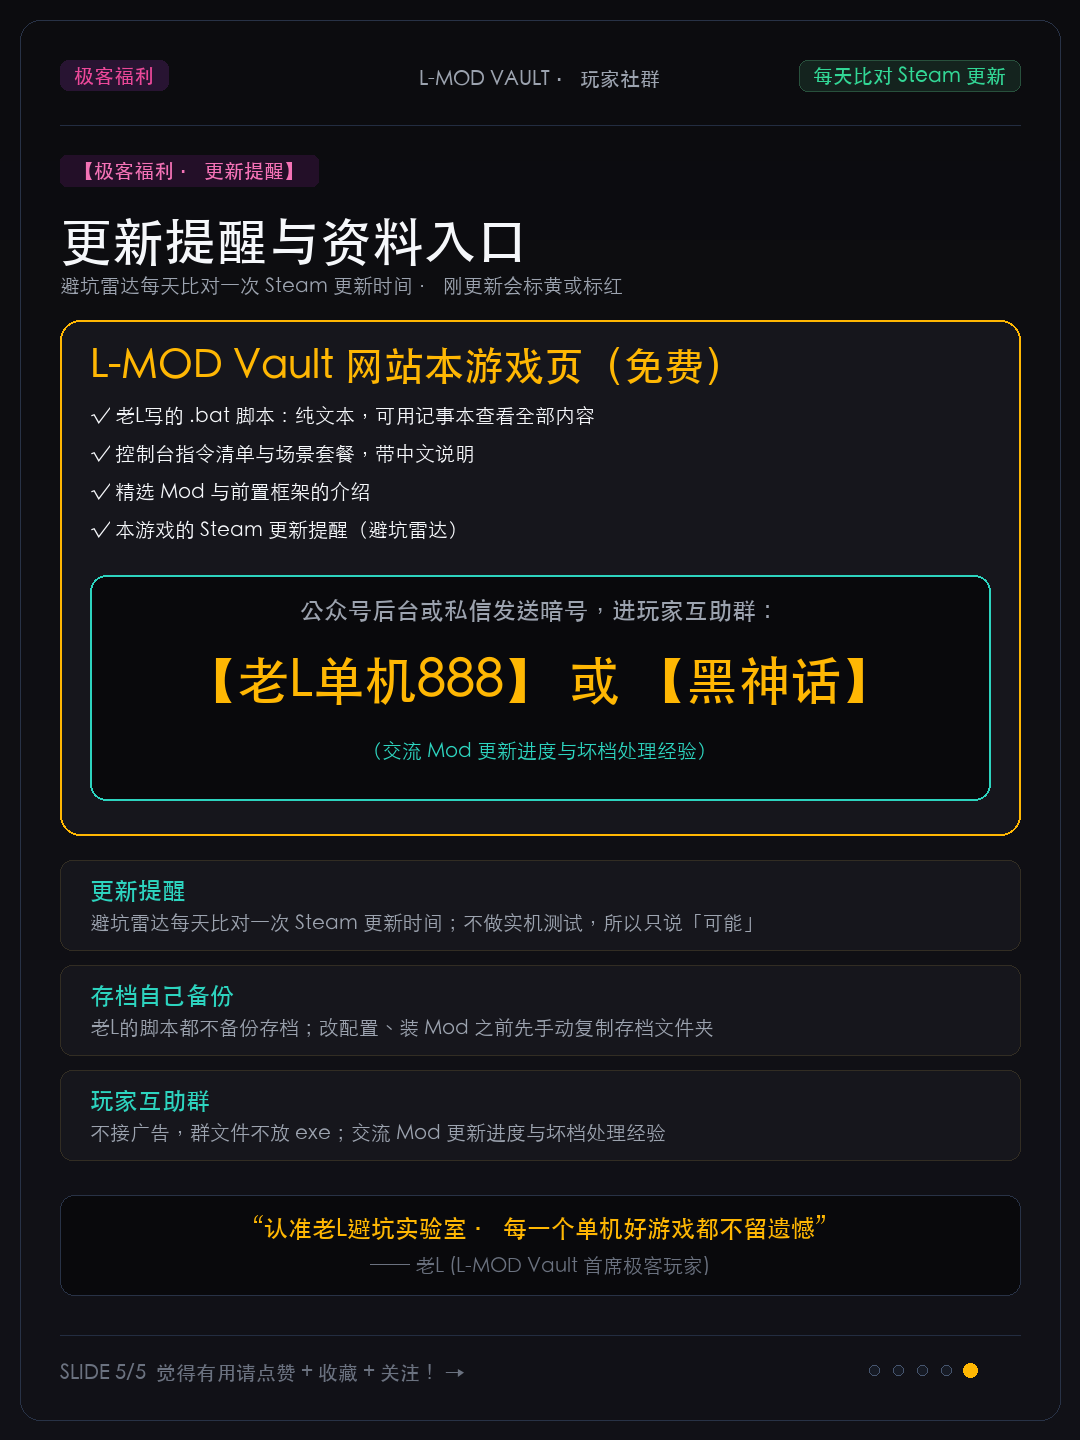 极客福利
L-MOD VAULT · 玩家社群
每天比对 Steam 更新
【极客福利 · 更新提醒】
更新提醒与资料入口
避坑雷达每天比对一次 Steam 更新时间 · 刚更新会标黄或标红
L-MOD Vault 网站本游戏页（免费）
✓ 老L写的 .bat 脚本：纯文本，可用记事本查看全部内容
✓ 控制台指令清单与场景套餐，带中文说明
✓ 精选 Mod 与前置框架的介绍
✓ 本游戏的 Steam 更新提醒（避坑雷达）
公众号后台或私信发送暗号，进玩家互助群：
【老L单机888】 或 【黑神话】
（交流 Mod 更新进度与坏档处理经验）
更新提醒
避坑雷达每天比对一次 Steam 更新时间；不做实机测试，所以只说「可能」
存档自己备份
老L的脚本都不备份存档；改配置、装 Mod 之前先手动复制存档文件夹
玩家互助群
不接广告，群文件不放 exe；交流 Mod 更新进度与坏档处理经验
“认准老L避坑实验室 · 每一个单机好游戏都不留遗憾”
—— 老L (L-MOD Vault 首席极客玩家)
SLIDE 5/5 觉得有用请点赞 + 收藏 + 关注！ →